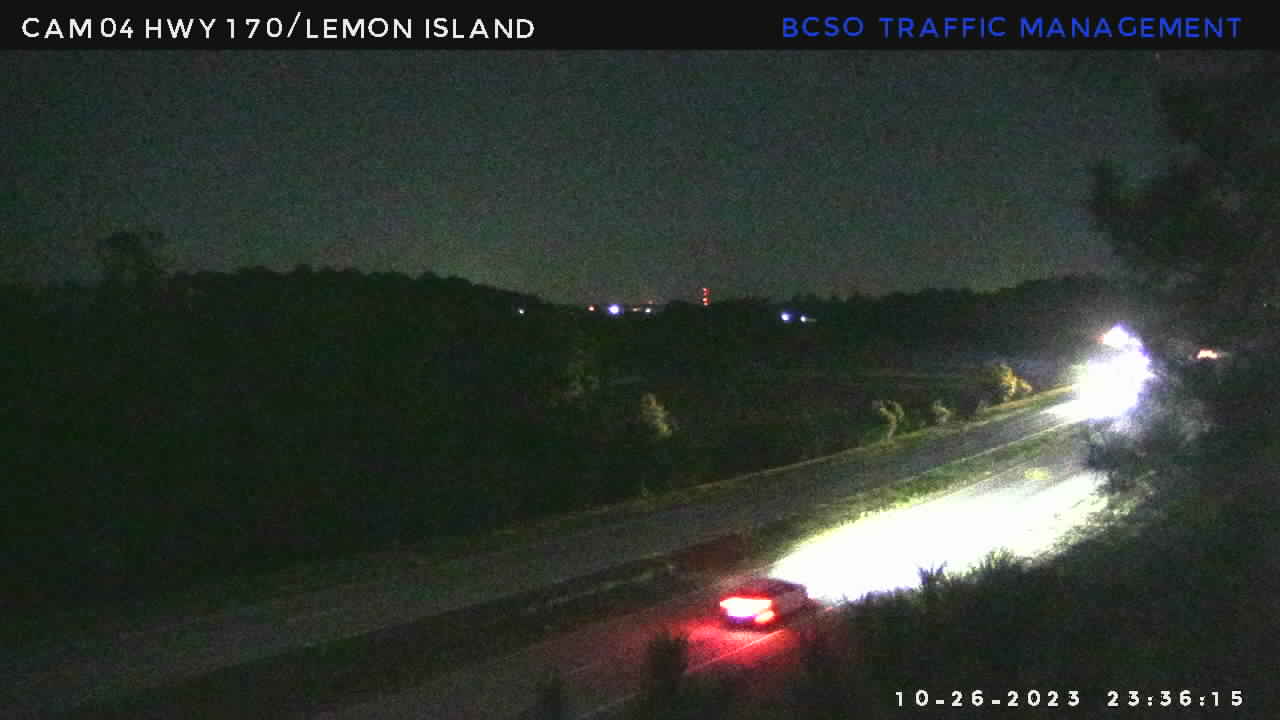 CAM04 HWY 170/LEMON ISLAND
BCSO TRAFFIC MANAGEMENT
10-26-2023 23:36:15